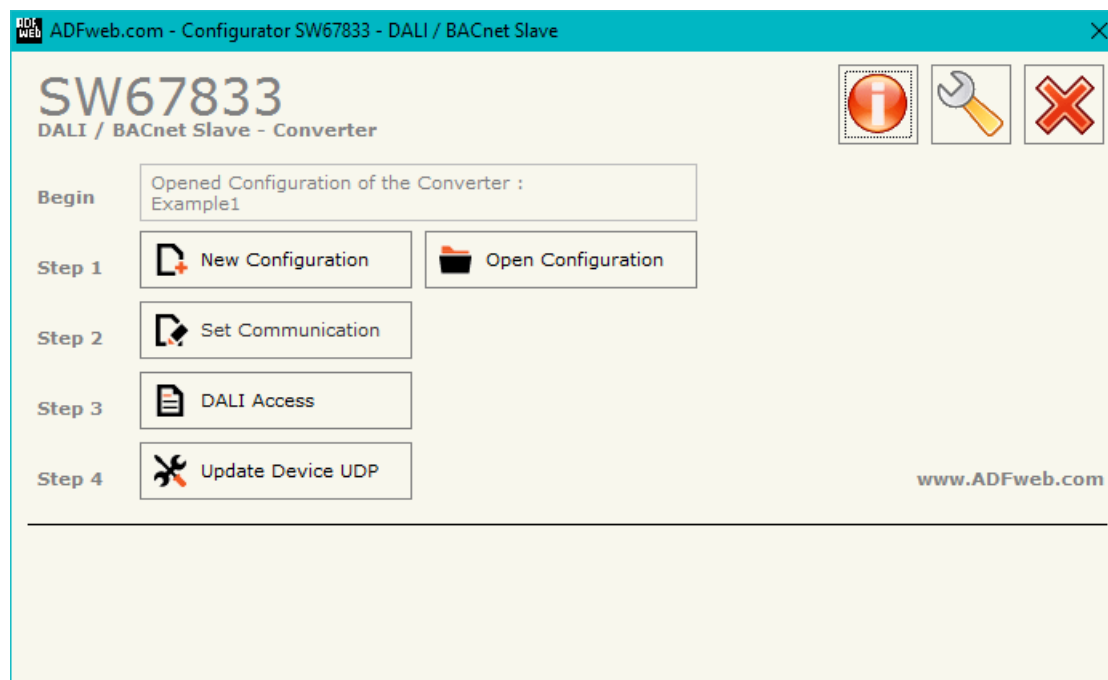 ADF
web ADFweb.com - Configurator SW67833 - DALI / BACnet Slave
SW67833
DALI / BACnet Slave - Converter
Begin
Opened Configuration of the Converter :
Example1
Step 1
New Configuration
Open Configuration
Step 2
Set Communication
Step 3
DALI Access
Step 4
Update Device UDP
www.ADFweb.com